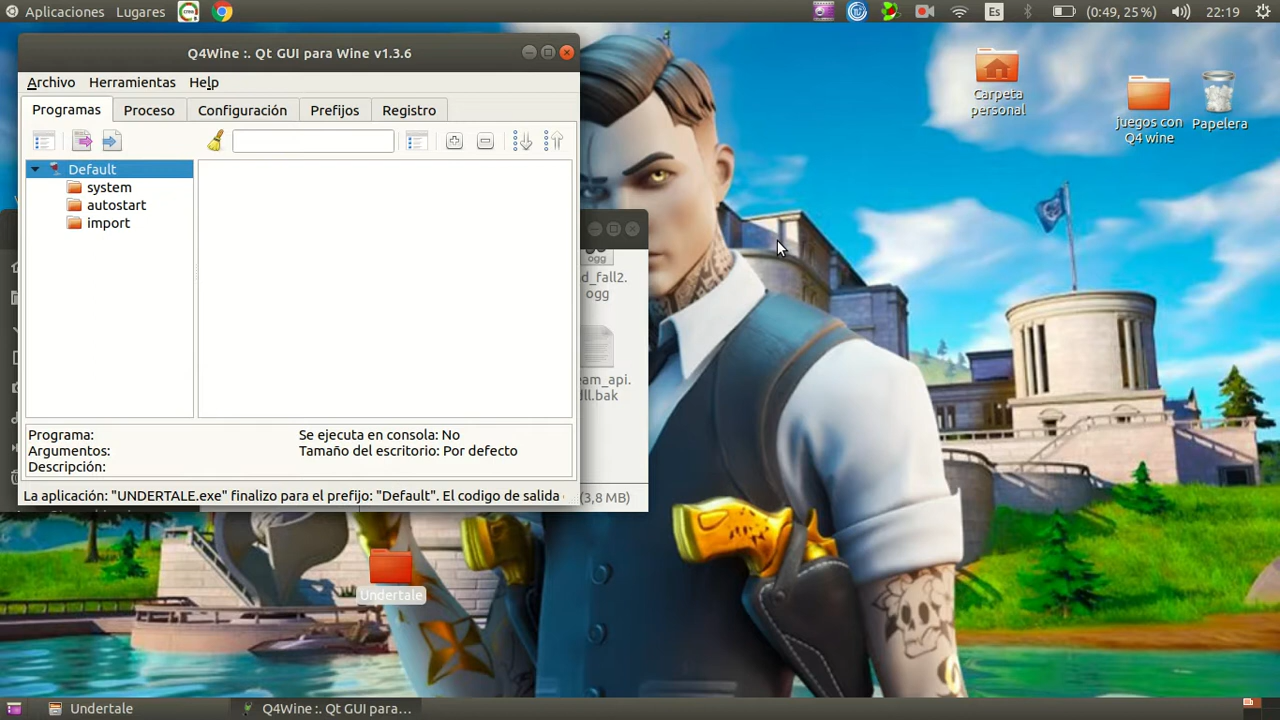 Aplicaciones Lugares
Es (0:49, 25 %) 22:19
Q4Wine :. Qt GUI para Wine v1.3.6
Archivo Herramientas Help
Programas Proceso Configuración Prefijos Registro
Default
system
autostart
import
Programa: Se ejecuta en consola: No
Argumentos: Tamaño del escritorio: Por defecto
Descripción:
La aplicación: "UNDERTALE.exe" finalizo para el prefijo: "Default". El codigo de salida
d_fall2.
ogg
eam_api.
dll.bak
(3,8 MB)
Carpeta
personal
juegos con
Q4 wine
Papelera
Undertale
Undertale Q4Wine :. Qt GUI para...